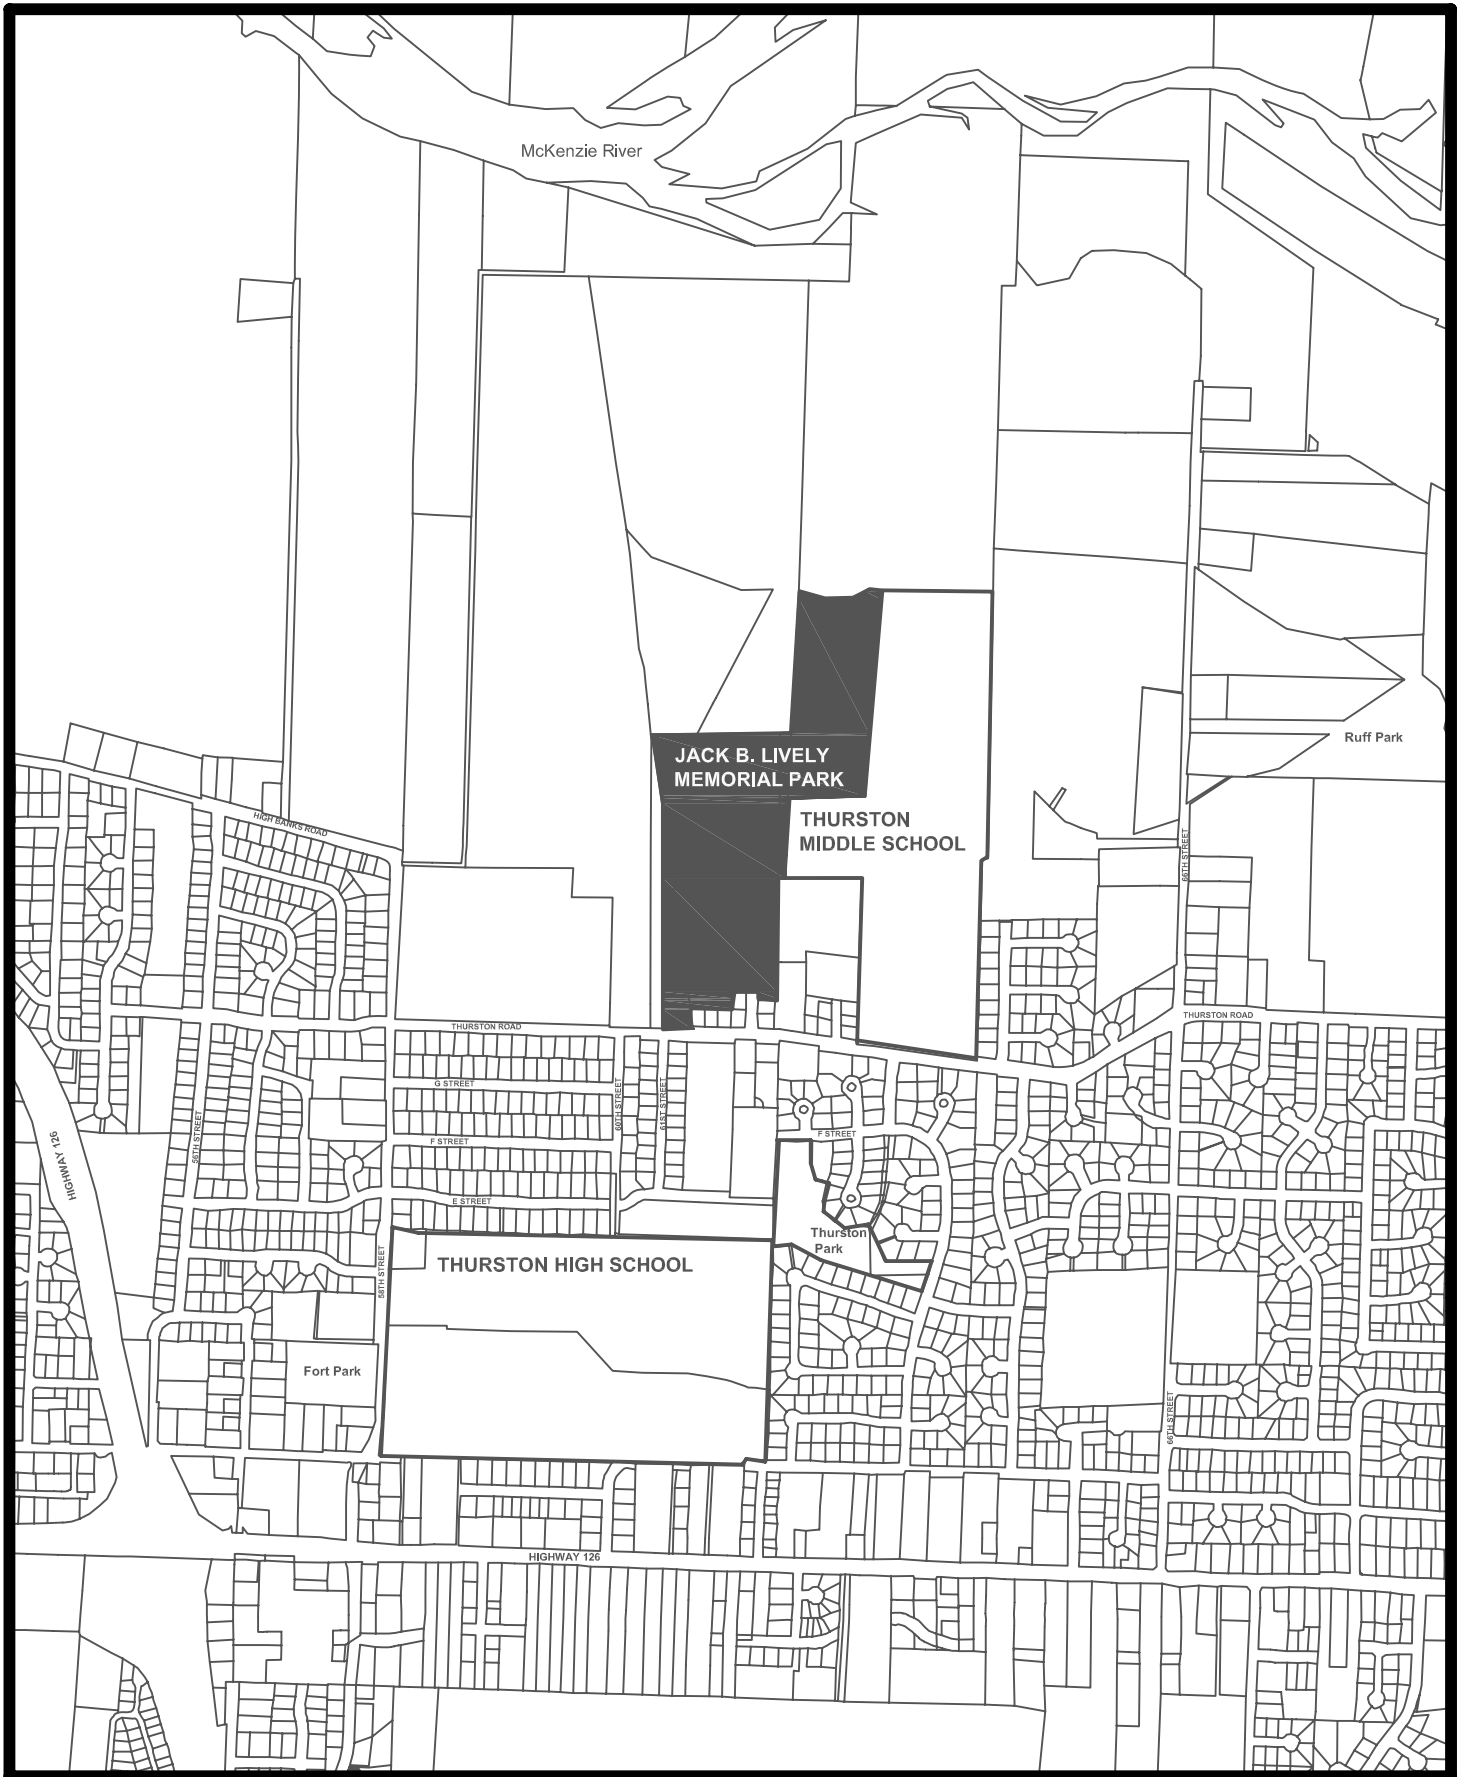 McKenzie River
Ruff Park
JACK B. LIVELY
MEMORIAL PARK
THURSTON
MIDDLE SCHOOL
HIGH BANKS ROAD
66TH STREET
THURSTON ROAD
THURSTON ROAD
G STREET
60TH STREET
61ST STREET
56TH STREET
F STREET
F STREET
HIGHWAY 126
E STREET
Thurston
Park
58TH STREET
THURSTON HIGH SCHOOL
Fort Park
66TH STREET
HIGHWAY 126